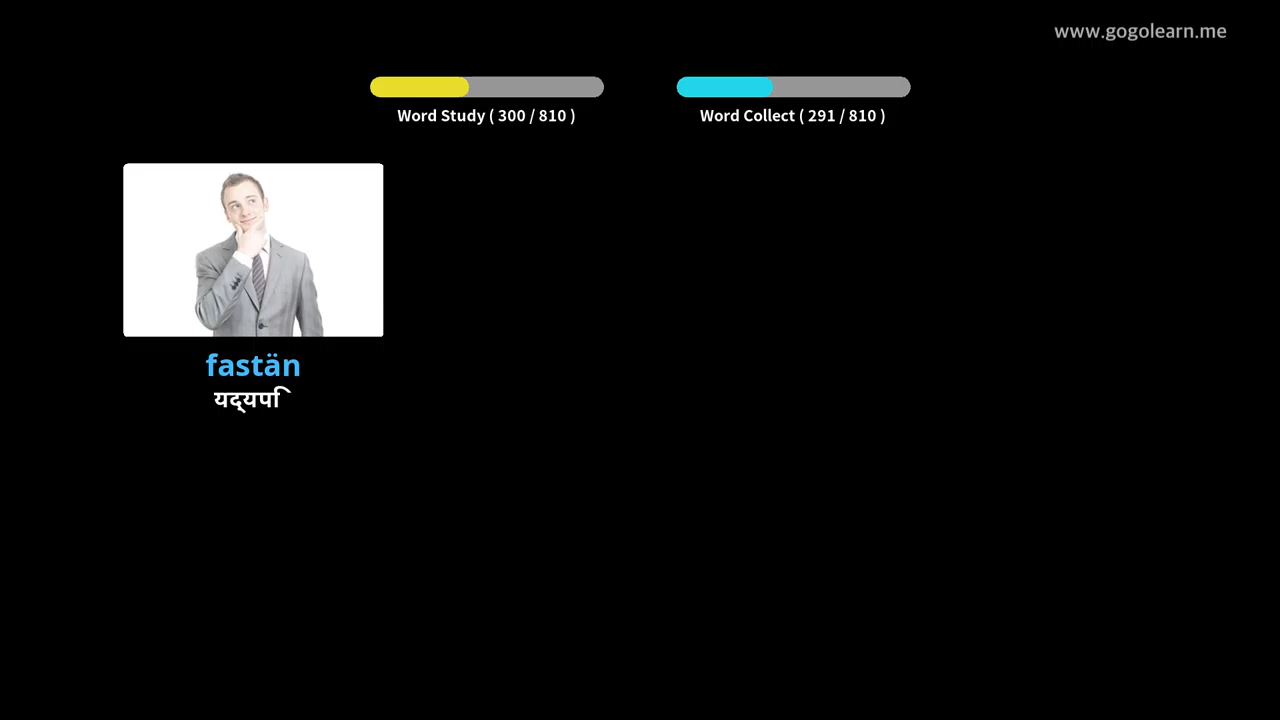 www.gogolearn.me
Word Study ( 300 / 810 )
Word Collect ( 291 / 810 )
fastän
यद्यपि